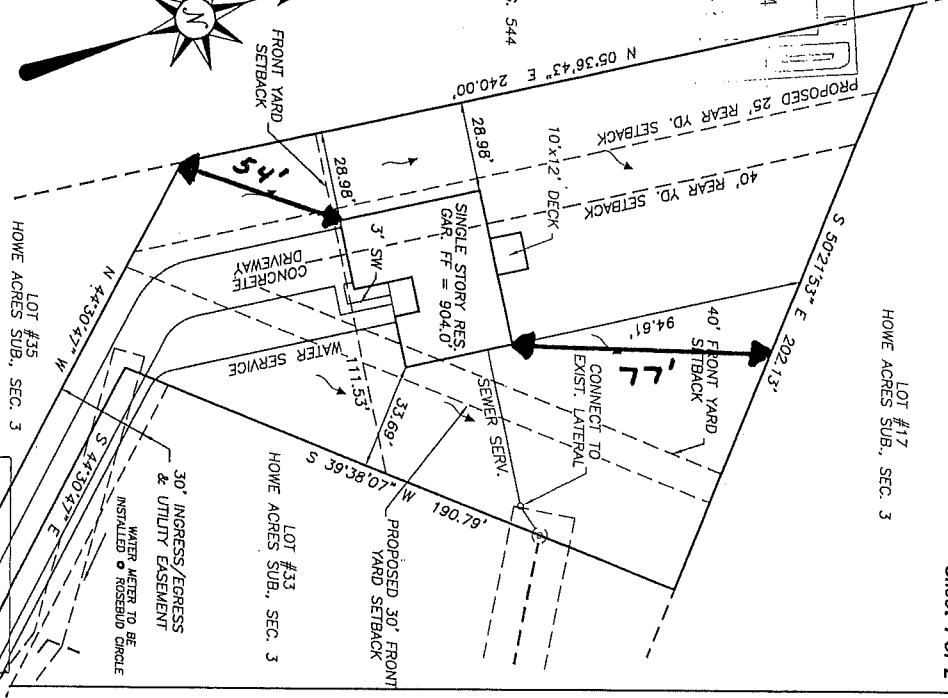 N
544
FRONT YARD
SETBACK
N 05°36'43" E 240.00'
PROPOSED 25' REAR YD. SETBACK
40' REAR YD. SETBACK
10'x12' DECK
28.98'
28.98'
54'
SINGLE STORY RES.
GAR. FF = 904.0'
3' SW
CONCRETE
DRIVEWAY
WATER SERVICE
111.53'
33.69'
SEWER SERV.
CONNECT TO
EXIST. LATERAL
94.61'
77'
40' FRONT YARD
SETBACK
S 50°21'53" E 202.13'
LOT #17
HOWE ACRES SUB., SEC. 3
S 39°38'07" W 190.79'
PROPOSED 30' FRONT
YARD SETBACK
LOT #33
HOWE ACRES SUB., SEC. 3
30' INGRESS/EGRESS
& UTILITY EASEMENT
WATER METER TO BE
INSTALLED @ ROSEBUD CIRCLE
S 44°30'47" E
N 44°30'47" W
LOT #35
HOWE ACRES SUB., SEC. 3